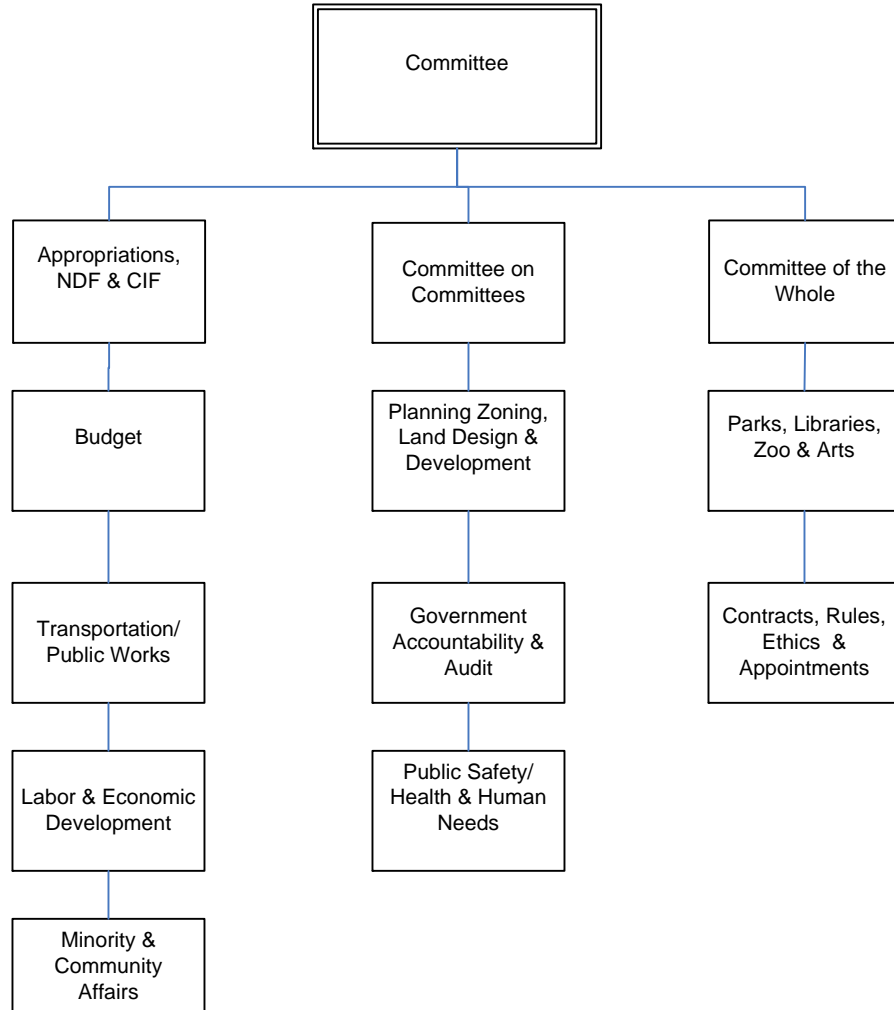 Committee
Appropriations,
NDF & CIF
Committee on
Committees
Committee of the
Whole
Budget
Planning Zoning,
Land Design &
Development
Parks, Libraries,
Zoo & Arts
Transportation/
Public Works
Government
Accountability &
Audit
Contracts, Rules,
Ethics &
Appointments
Labor & Economic
Development
Public Safety/
Health & Human
Needs
Minority &
Community
Affairs